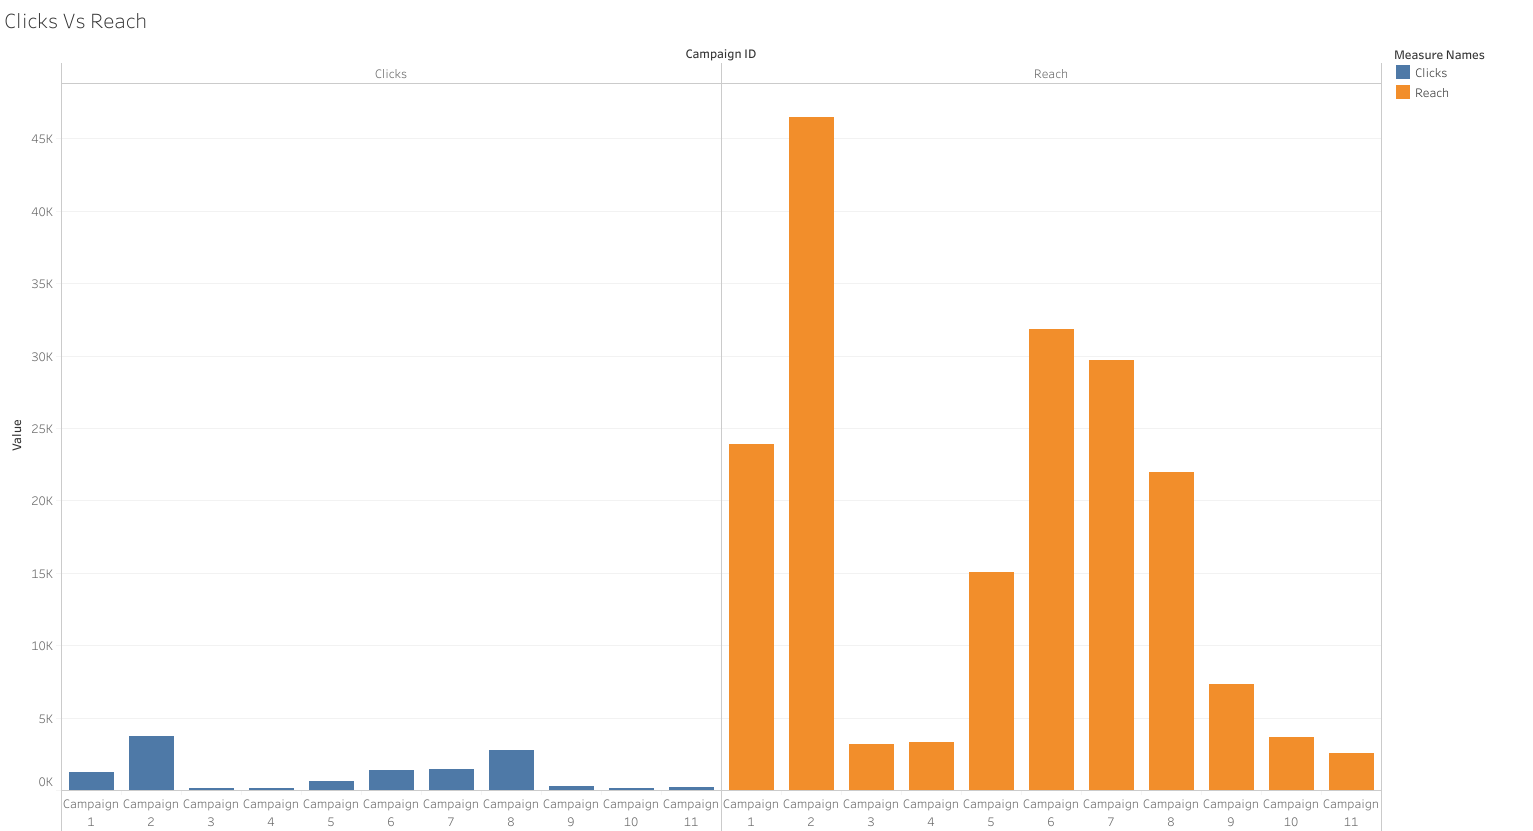 Clicks Vs Reach
Campaign ID
Clicks
Reach
Measure Names
Clicks
Reach
Value
45K
40K
35K
30K
25K
20K
15K
10K
5K
0K
Campaign Campaign Campaign Campaign Campaign Campaign Campaign Campaign Campaign Campaign Campaign Campaign Campaign Campaign Campaign Campaign Campaign Campaign Campaign Campaign Campaign Campaign
1 2 3 4 5 6 7 8 9 10 11 1 2 3 4 5 6 7 8 9 10 11